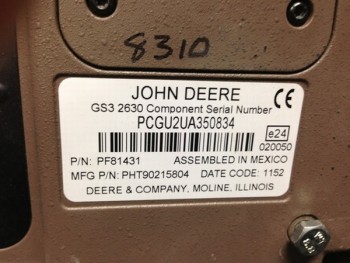 8310
JOHN DEERE
GS3 2630 Component Serial Number
CE
PCGU2UA350834
e24
020050
P/N: PF81431 ASSEMBLED IN MEXICO
MFG P/N: PHT90215804 DATE CODE: 1152
DEERE & COMPANY, MOLINE, ILLINOIS